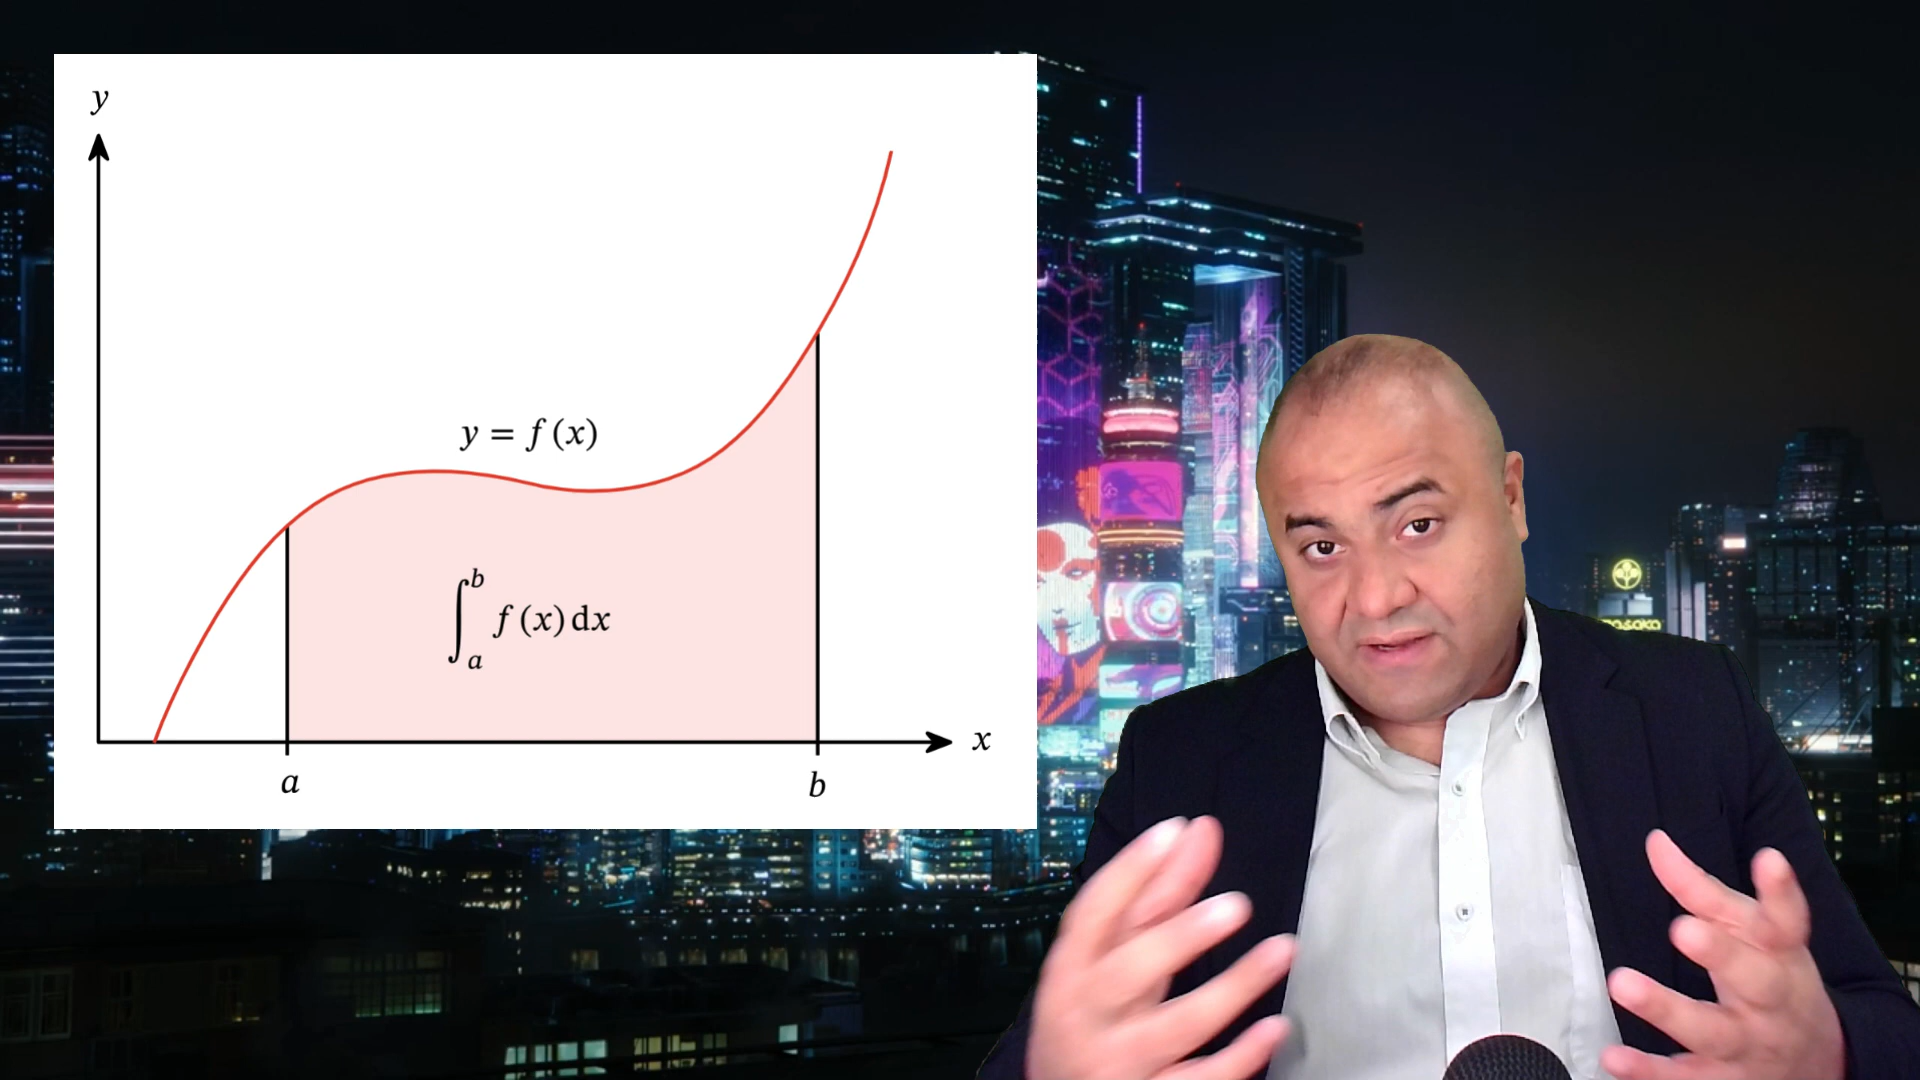 y
y = f (x)
∫_a^b f (x) dx
x
a
b